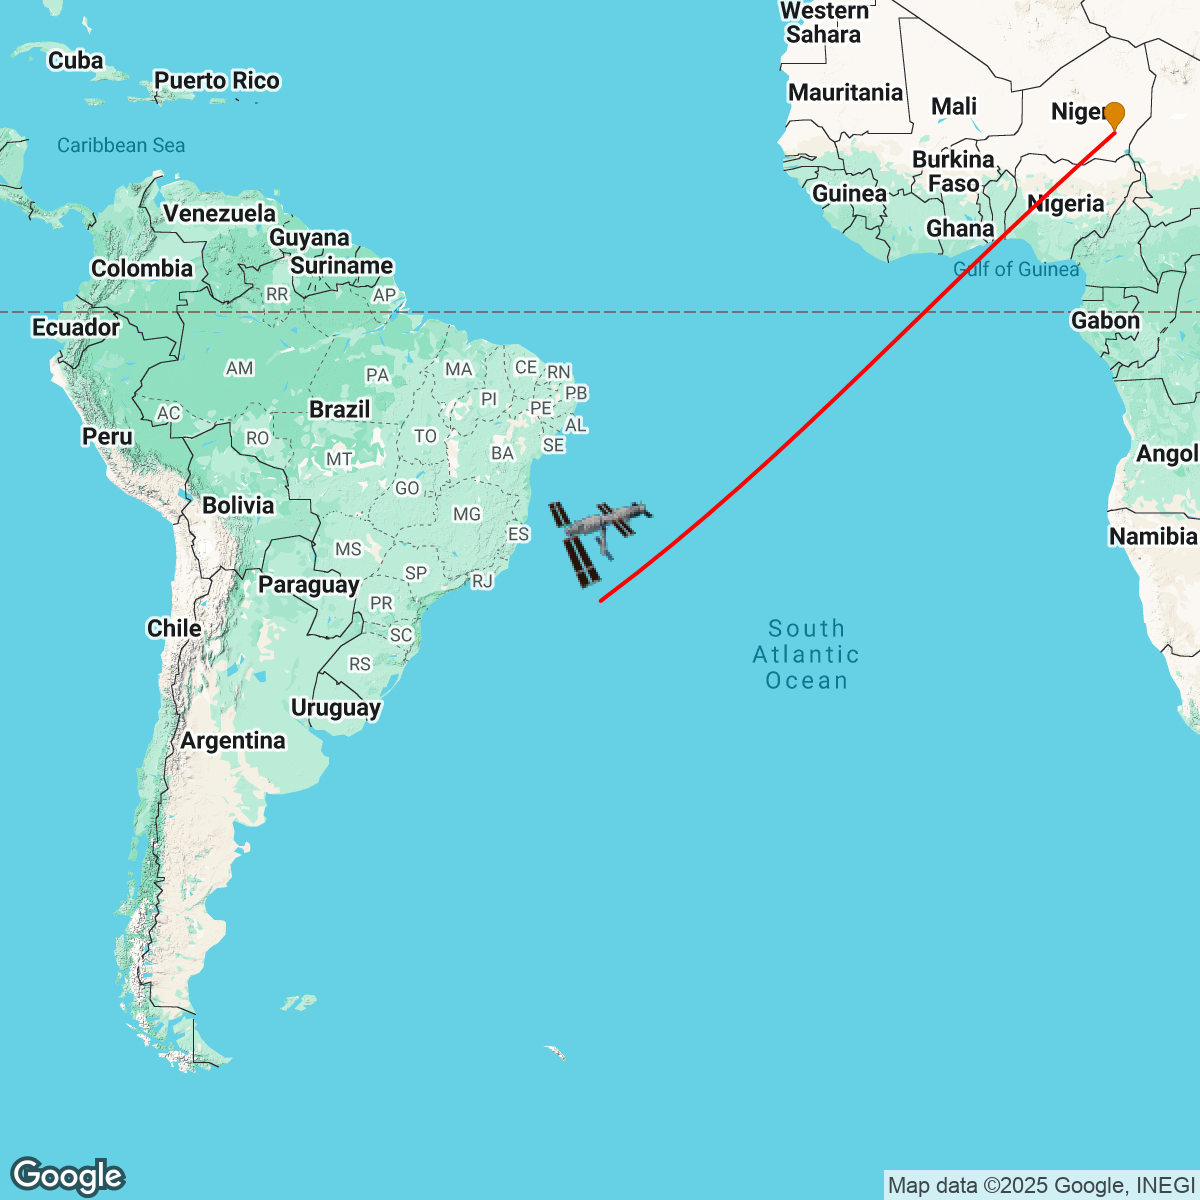 Western
Sahara
Cuba
Puerto Rico
Mauritania
Mali
Niger
Caribbean Sea
Burkina
Faso
Guinea
Nigeria
Venezuela
Ghana
Guyana
Colombia
Suriname
Gulf of Guinea
RR
AP
Ecuador
Gabon
AM
PA
MA
CE
RN
PI
PB
PE
AC
Brazil
AL
Peru
RO
TO
SE
BA
Angol
MT
GO
Bolivia
MG
ES
Namibia
MS
SP
RJ
Paraguay
PR
Chile
SC
South
Atlantic
Ocean
RS
Uruguay
Argentina
Google
Map data ©2025 Google, INEGI